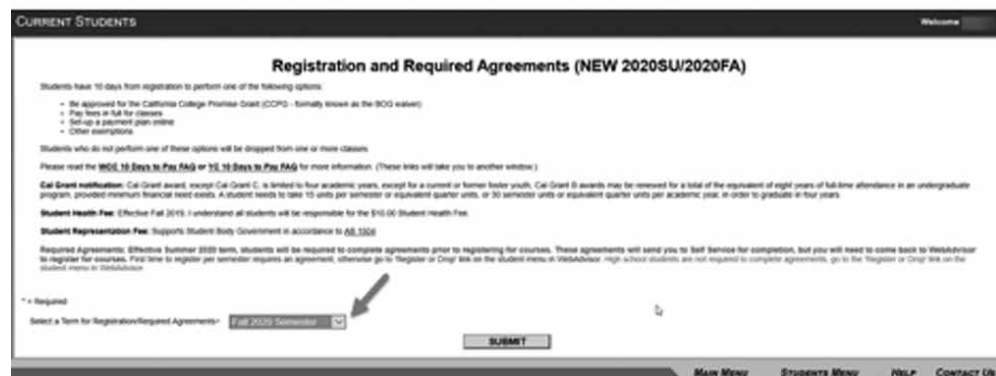 CURRENT STUDENTS
Welcome
Registration and Required Agreements (NEW 2020SU/2020FA)
Students have 10 days from registration to perform one of the following options:
• Be approved for the California College Promise Grant (CCPG - formally known as the BOG waiver)
• Pay fees in full for classes
• Set-up a payment plan online
• Other exemptions
Students who do not perform one of these options will be dropped from one or more classes.
Please read the WCC 10 Days to Pay FAQ or YC 10 Days to Pay FAQ for more information. (These links will take you to another window.)
Cal Grant notification: Cal Grant award, except Cal Grant C, is limited to four academic years, except for a current or former foster youth. Cal Grant B awards may be renewed for a total of the equivalent of eight years of full-time attendance in an undergraduate
program, provided minimum financial need exists. A student needs to take 15 units per semester or equivalent quarter units, or 30 semester units or equivalent quarter units per academic year, in order to graduate in four years.
Student Health Fee: Effective Fall 2019, I understand all students will be responsible for the $10.00 Student Health Fee.
Student Representation Fee: Supports Student Body Government in accordance to AB 1504
Required Agreements: Effective Summer 2020 term, students will be required to complete agreements prior to registering for courses. These agreements will send you to Self Service for completion, but you will need to come back to WebAdvisor
to register for courses. First time to register per semester requires an agreement, otherwise go to 'Register or Drop' link on the student menu in WebAdvisor. High school students are not required to complete agreements, go to the 'Register or Drop' link on the
student menu in WebAdvisor
* = Required
Select a Term for Registration/Required Agreements* Fall 2020 Semester
SUBMIT
MAIN MENU STUDENTS MENU HELP CONTACT US